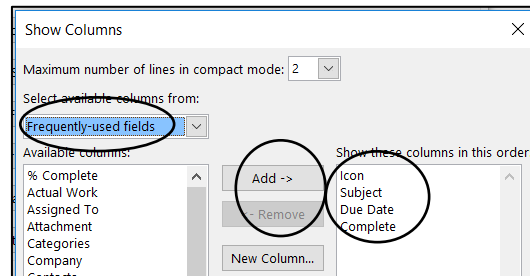 Show Columns
Maximum number of lines in compact mode: 2
Select available columns from:
Frequently-used fields
Available columns:
Show these columns in this order
% Complete
Actual Work
Assigned To
Attachment
Categories
Company
Add ->
<- Remove
New Column...
Icon
Subject
Due Date
Complete